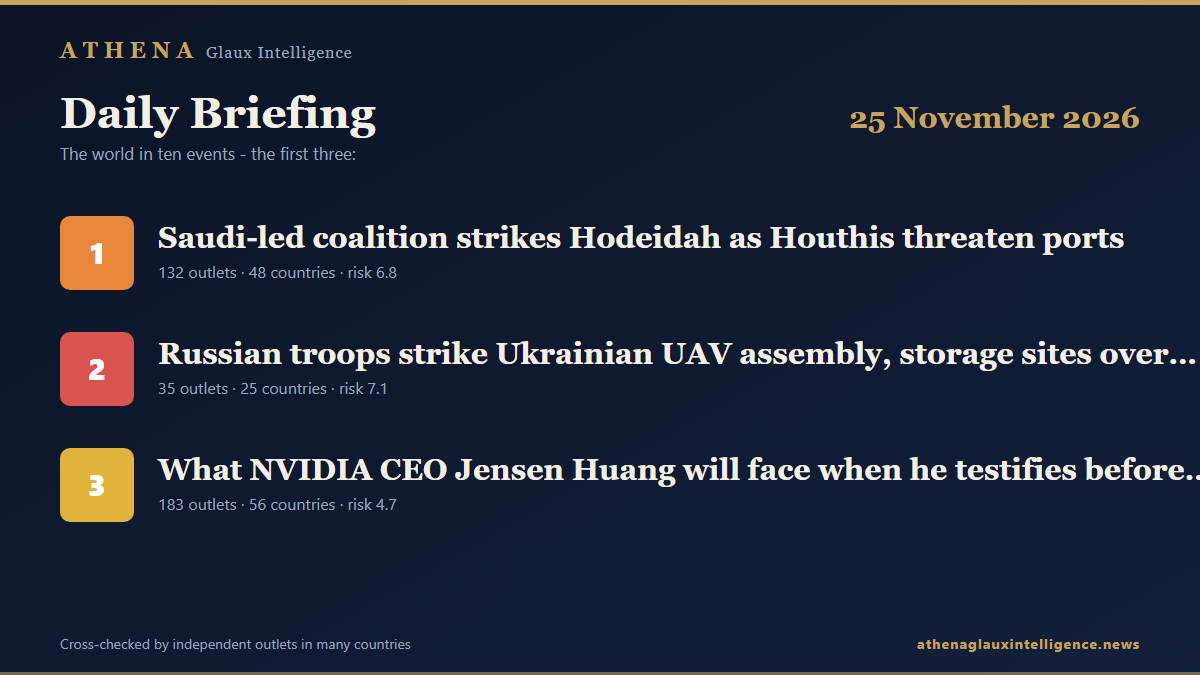 ATHENA Glaux Intelligence
Daily Briefing
25 November 2026
The world in ten events - the first three:
1
Saudi-led coalition strikes Hodeidah as Houthis threaten ports
132 outlets · 48 countries · risk 6.8
2
Russian troops strike Ukrainian UAV assembly, storage sites over...
35 outlets · 25 countries · risk 7.1
3
What NVIDIA CEO Jensen Huang will face when he testifies before...
183 outlets · 56 countries · risk 4.7
Cross-checked by independent outlets in many countries
athenaglauxintelligence.news